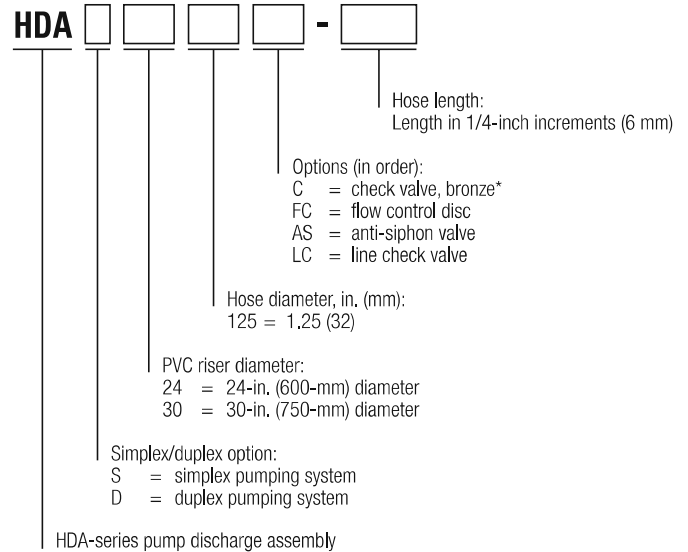 HDA -
Hose length:
Length in 1/4-inch increments (6 mm)
Options (in order):
C = check valve, bronze*
FC = flow control disc
AS = anti-siphon valve
LC = line check valve
Hose diameter, in. (mm):
125 = 1.25 (32)
PVC riser diameter:
24 = 24-in. (600-mm) diameter
30 = 30-in. (750-mm) diameter
Simplex/duplex option:
S = simplex pumping system
D = duplex pumping system
HDA-series pump discharge assembly